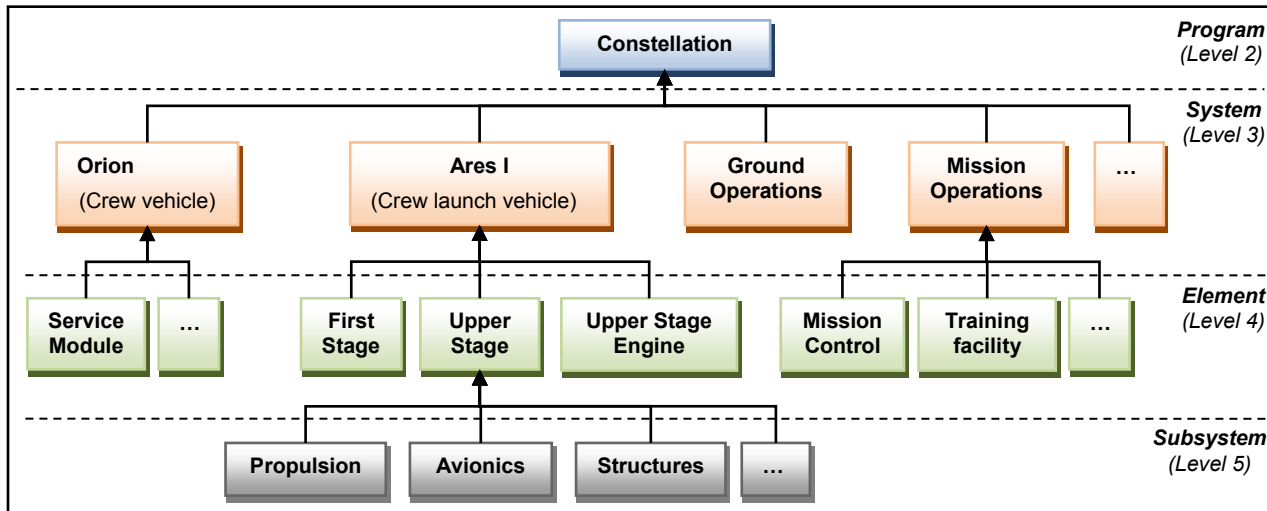 Constellation
Program
(Level 2)
System
(Level 3)
Orion
(Crew vehicle)
Ares I
(Crew launch vehicle)
Ground
Operations
Mission
Operations
…
Element
(Level 4)
Service
Module
…
First
Stage
Upper
Stage
Upper Stage
Engine
Mission
Control
Training
facility
…
Subsystem
(Level 5)
Propulsion
Avionics
Structures
…